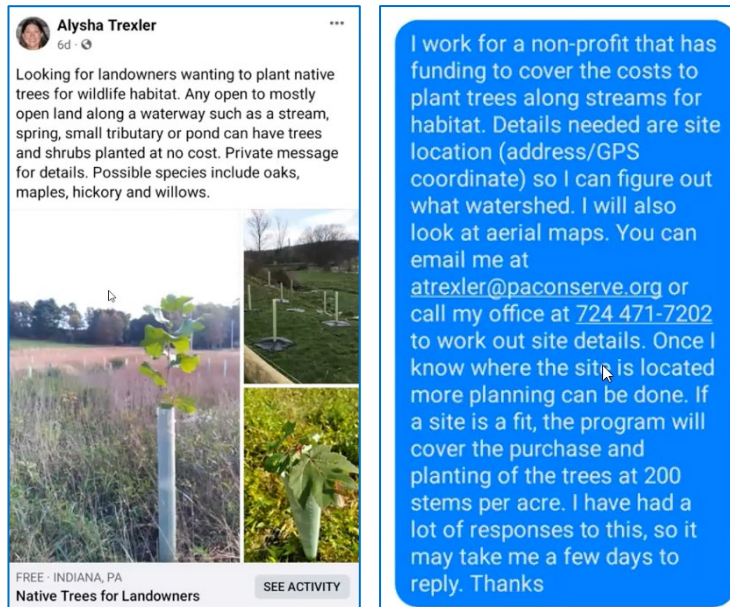 Alysha Trexler
6d ·
Looking for landowners wanting to plant native
trees for wildlife habitat. Any open to mostly
open land along a waterway such as a stream,
spring, small tributary or pond can have trees
and shrubs planted at no cost. Private message
for details. Possible species include oaks,
maples, hickory and willows.
FREE · INDIANA, PA
Native Trees for Landowners
SEE ACTIVITY
I work for a non-profit that has
funding to cover the costs to
plant trees along streams for
habitat. Details needed are site
location (address/GPS
coordinate) so I can figure out
what watershed. I will also
look at aerial maps. You can
email me at
atrexler@paconserve.org or
call my office at 724 471-7202
to work out site details. Once I
know where the site is located
more planning can be done. If
a site is a fit, the program will
cover the purchase and
planting of the trees at 200
stems per acre. I have had a
lot of responses to this, so it
may take me a few days to
reply. Thanks